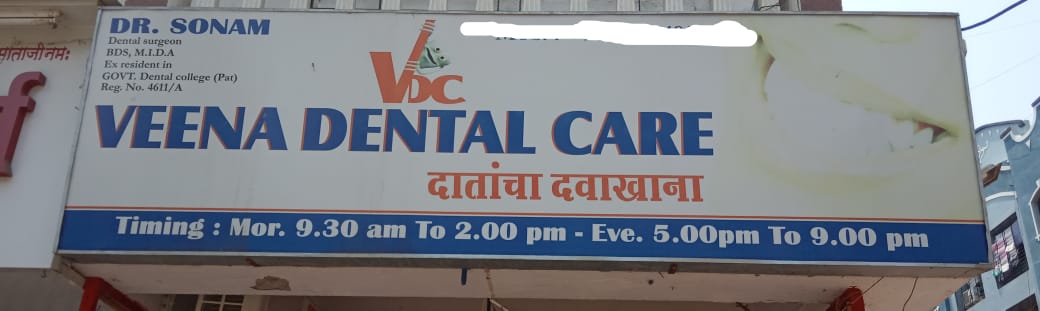 DR. SONAM
Dental surgeon
BDS, M.I.D.A
Ex resident in
GOVT. Dental college (Pat)
Reg. No. 4611/A
VDC
VEENA DENTAL CARE
दातांचा दवाखाना
Timing : Mor. 9.30 am To 2.00 pm - Eve. 5.00pm To 9.00 pm
माताजी नमः
f